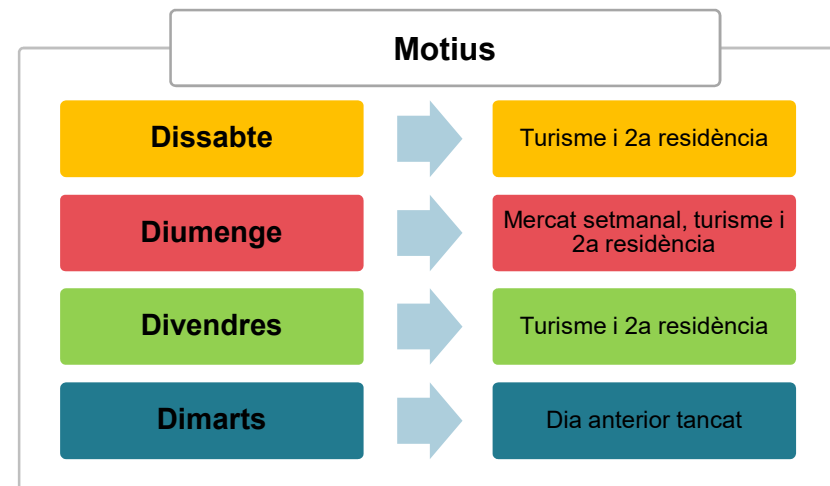 Motius
Dissabte
Turisme i 2a residència
Diumenge
Mercat setmanal, turisme i
2a residència
Divendres
Turisme i 2a residència
Dimarts
Dia anterior tancat